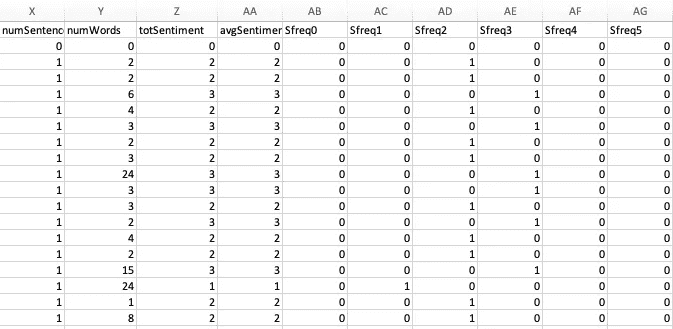 X Y Z AA AB AC AD AE AF AG
numSentenc numWords totSentiment avgSentimen Sfreq0 Sfreq1 Sfreq2 Sfreq3 Sfreq4 Sfreq5
0 0 0 0 0 0 0 0 0 0
1 2 2 2 0 0 1 0 0 0
1 2 2 2 0 0 1 0 0 0
1 6 3 3 0 0 0 1 0 0
1 4 2 2 0 0 1 0 0 0
1 3 3 3 0 0 0 1 0 0
1 2 2 2 0 0 1 0 0 0
1 3 2 2 0 0 1 0 0 0
1 24 3 3 0 0 0 1 0 0
1 3 3 3 0 0 0 1 0 0
1 3 2 2 0 0 1 0 0 0
1 2 3 3 0 0 0 1 0 0
1 4 2 2 0 0 1 0 0 0
1 2 2 2 0 0 1 0 0 0
1 15 3 3 0 0 0 1 0 0
1 24 1 1 0 1 0 0 0 0
1 1 2 2 0 0 1 0 0 0
1 8 2 2 0 0 1 0 0 0